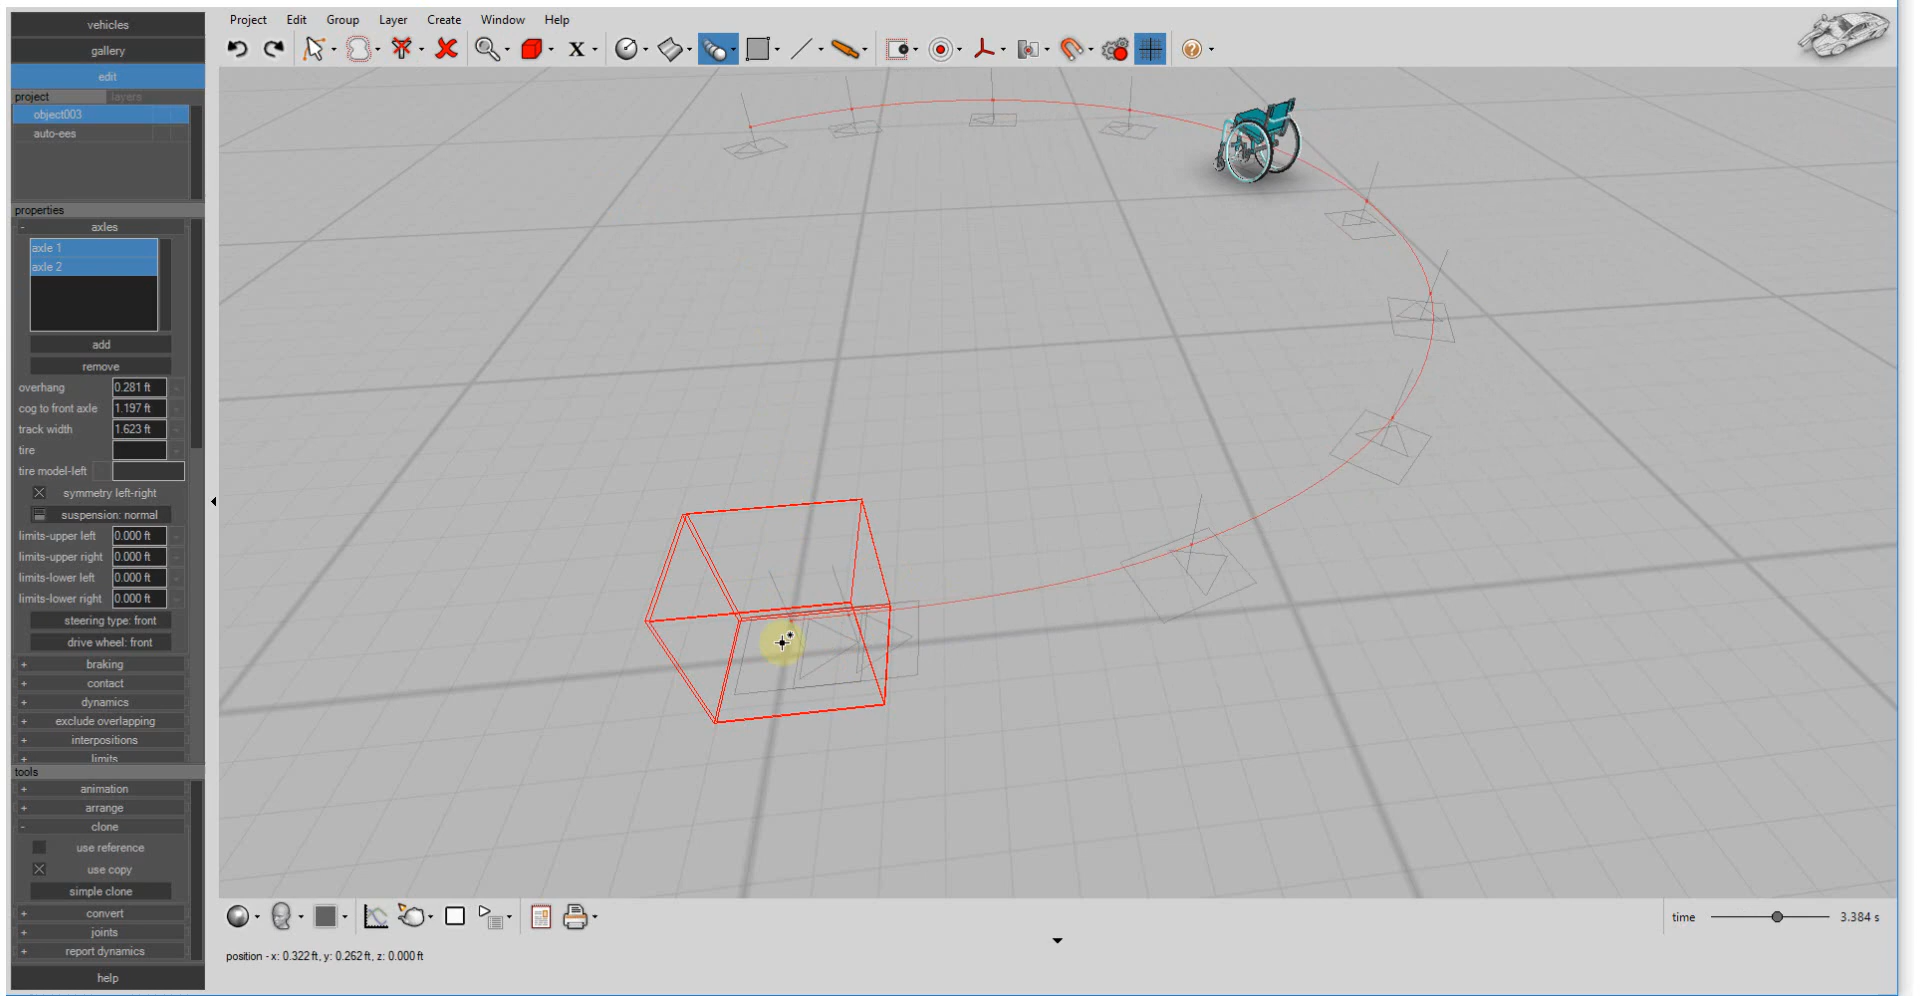 vehicles
gallery
edit
project layers
object003
auto-ees
properties
- axles
axle 1
axle 2
add
remove
overhang 0.281 ft
cog to front axle 1.197 ft
track width 1.623 ft
tire
tire model-left
symmetry left-right
suspension: normal
limits-upper left 0.000 ft
limits-upper right 0.000 ft
limits-lower left 0.000 ft
limits-lower right 0.000 ft
steering type: front
drive wheel: front
+ braking
+ contact
+ dynamics
+ exclude overlapping
+ interpositions
+ limits
tools
+ animation
+ arrange
- clone
use reference
use copy
simple clone
+ convert
+ joints
+ report dynamics
help
Project Edit Group Layer Create Window Help
X
time 3.384 s
position - x: 0.322 ft, y: 0.262 ft, z: 0.000 ft